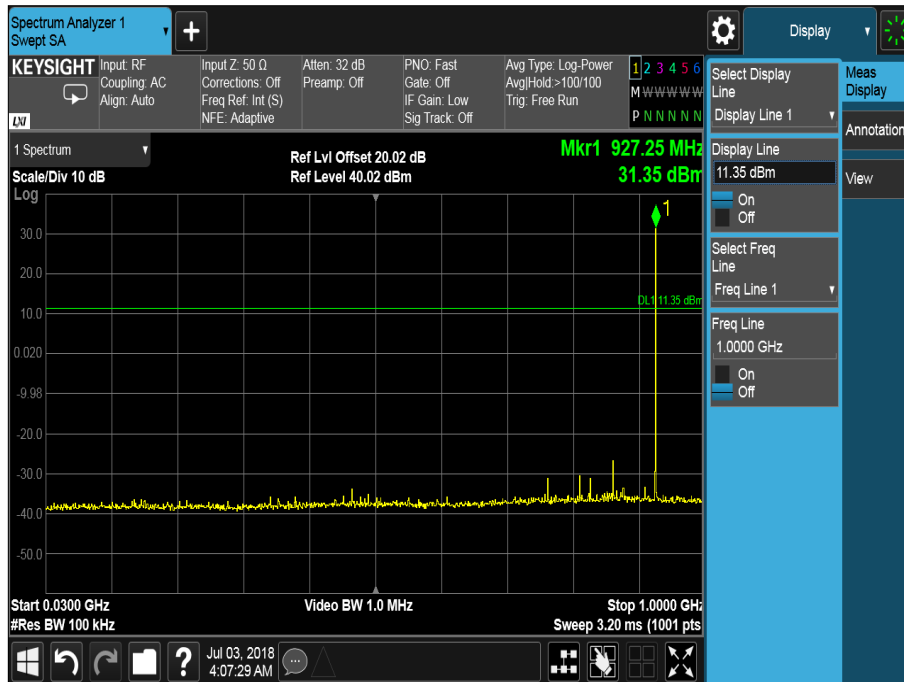 Spectrum Analyzer 1
Swept SA
+
Display
KEYSIGHT
LXI
Input: RF
Coupling: AC
Align: Auto
Input Z: 50 Ω
Corrections: Off
Freq Ref: Int (S)
NFE: Adaptive
Atten: 32 dB
Preamp: Off
PNO: Fast
Gate: Off
IF Gain: Low
Sig Track: Off
Avg Type: Log-Power
Avg|Hold:>100/100
Trig: Free Run
1 2 3 4 5 6
M W W W W W
P N N N N N
1 Spectrum
Scale/Div 10 dB
Log
Ref Lvl Offset 20.02 dB
Ref Level 40.02 dBm
Mkr1 927.25 MHz
31.35 dBm
1
30.0
20.0
DL1 11.35 dBm
10.0
0.020
-9.98
-20.0
-30.0
-40.0
-50.0
Start 0.0300 GHz
Video BW 1.0 MHz
Stop 1.0000 GHz
#Res BW 100 kHz
Sweep 3.20 ms (1001 pts
Select Display
Line
Display Line 1
Display Line
11.35 dBm
On
Off
Select Freq
Line
Freq Line 1
Freq Line
1.0000 GHz
On
Off
Meas
Display
Annotation
View
?
Jul 03, 2018
4:07:29 AM